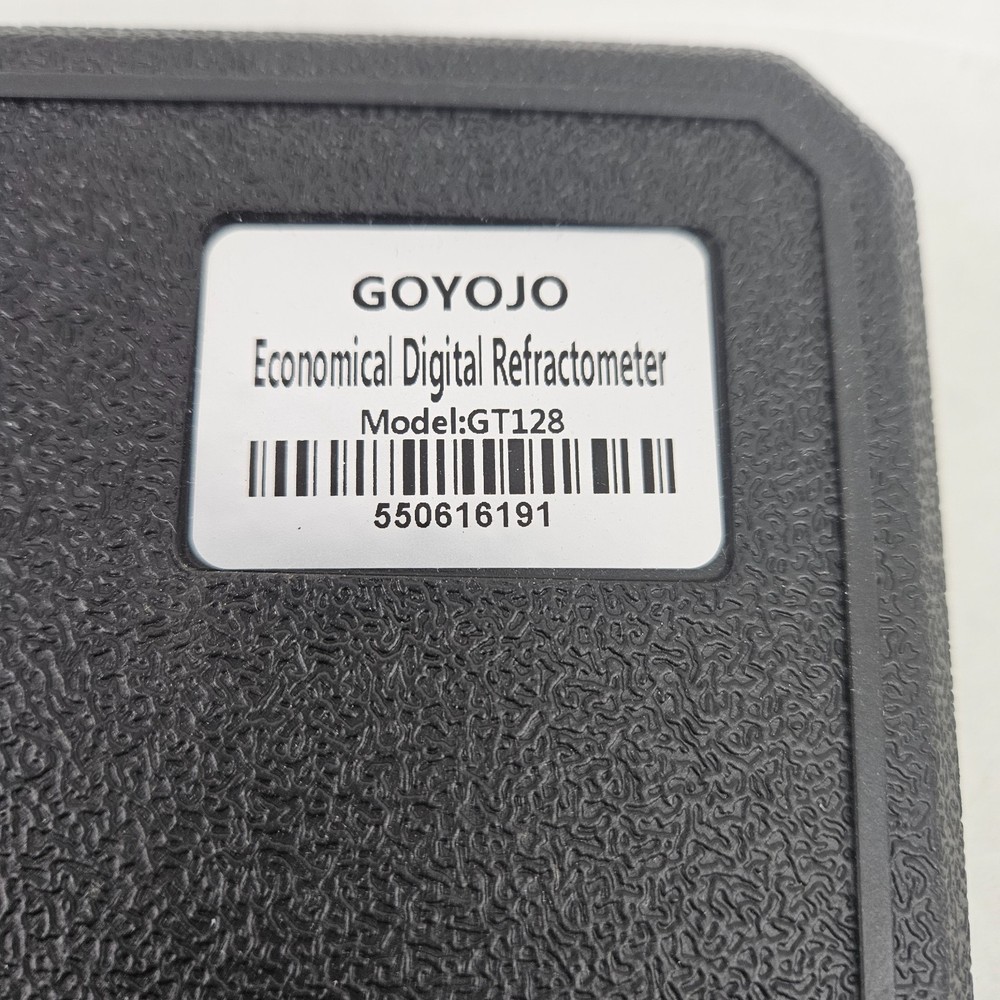 GOYOJO
Economical Digital Refractometer
Model:GT128
550616191